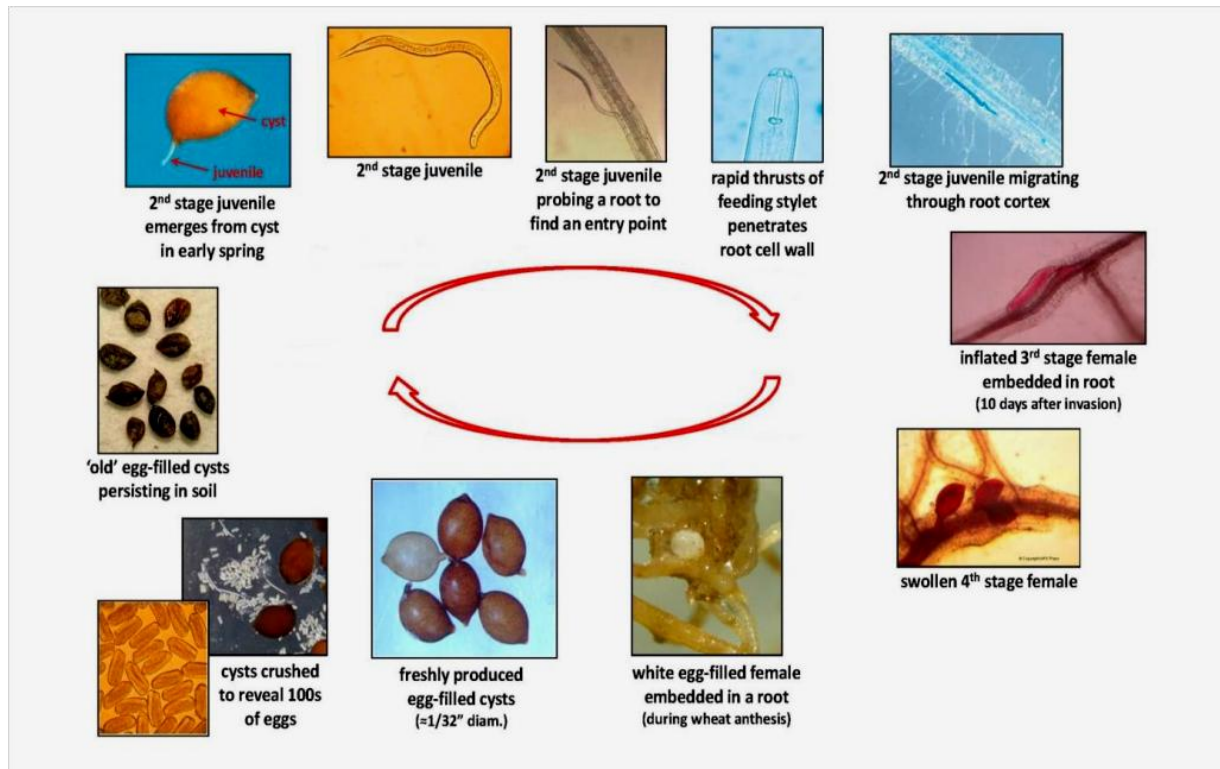 cyst
juvenile
2nd stage juvenile
emerges from cyst
in early spring
2nd stage juvenile
2nd stage juvenile
probing a root to
find an entry point
rapid thrusts of
feeding stylet
penetrates
root cell wall
2nd stage juvenile migrating
through root cortex
inflated 3rd stage female
embedded in root
(10 days after invasion)
© Copyright APS Press
swollen 4th stage female
white egg-filled female
embedded in a root
(during wheat anthesis)
freshly produced
egg-filled cysts
(≈1/32” diam.)
cysts crushed
to reveal 100s
of eggs
‘old’ egg-filled cysts
persisting in soil